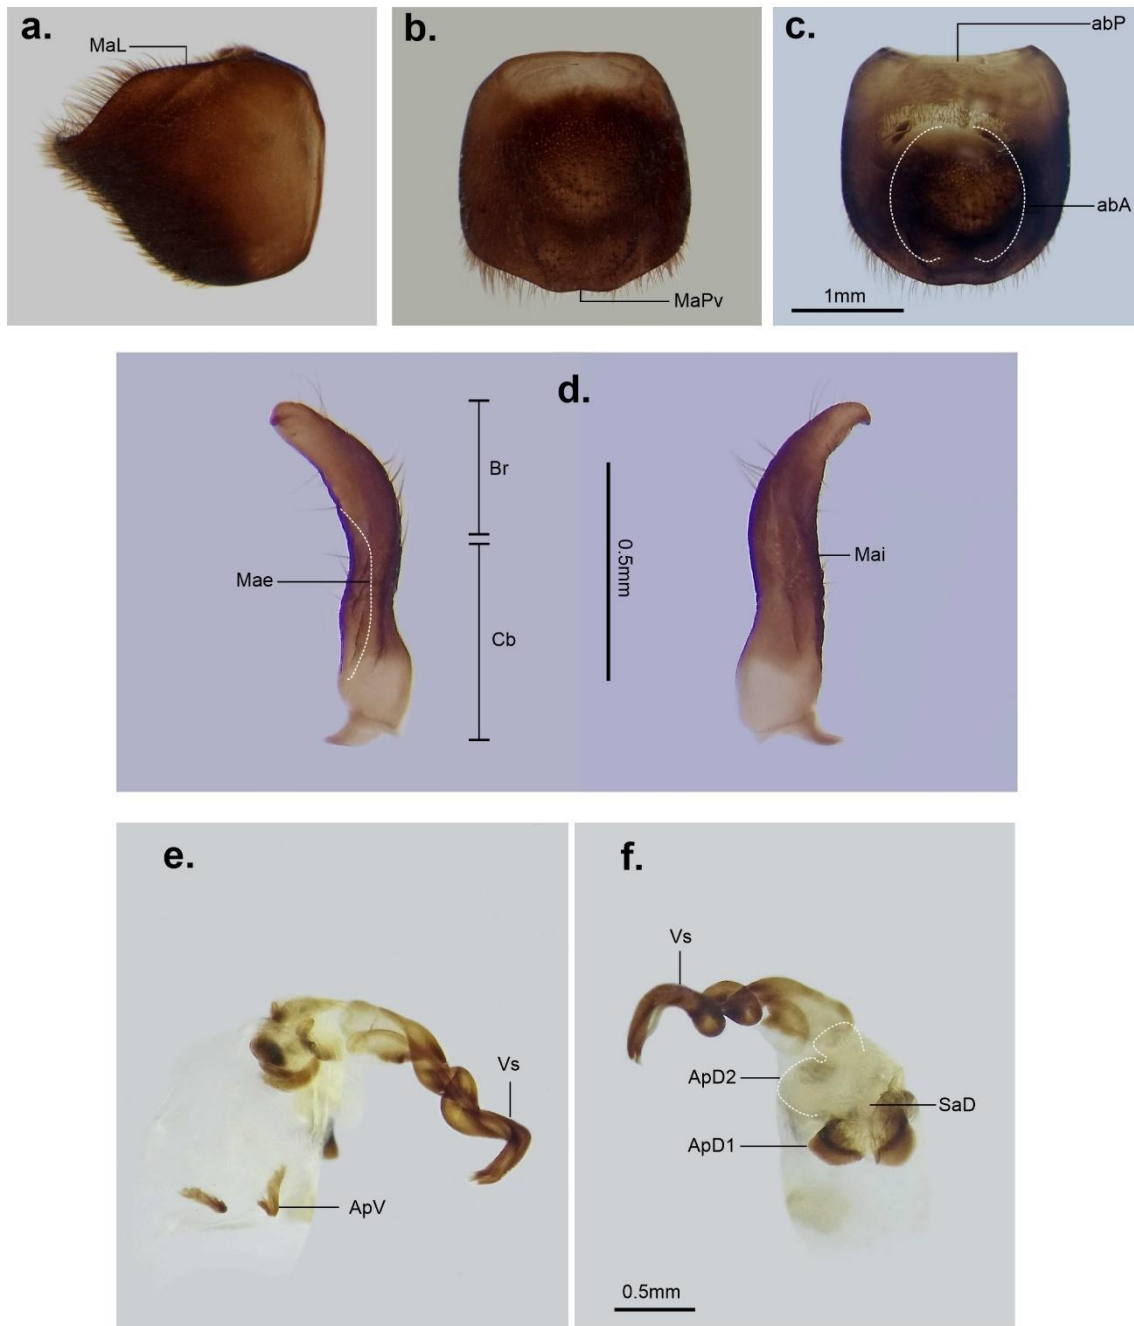 a.
MaL
b.
MaPv
c.
abP
abA
1mm
d.
Br
Mae
Cb
0.5mm
Mai
e.
Vs
ApV
f.
Vs
ApD2
SaD
ApD1
0.5mm